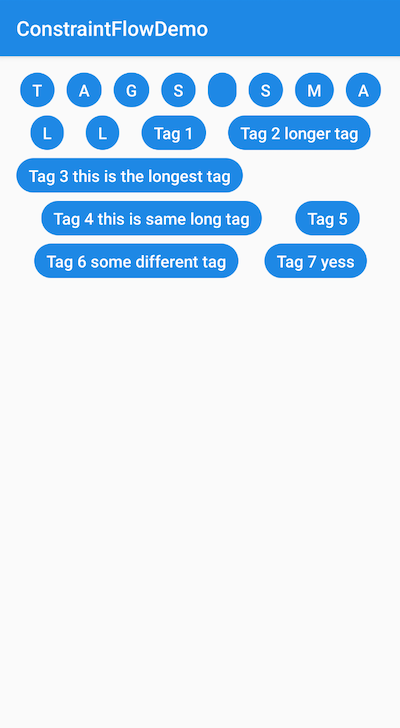 ConstraintFlowDemo
T A G S S M A
L L Tag 1 Tag 2 longer tag
Tag 3 this is the longest tag
Tag 4 this is same long tag Tag 5
Tag 6 some different tag Tag 7 yess